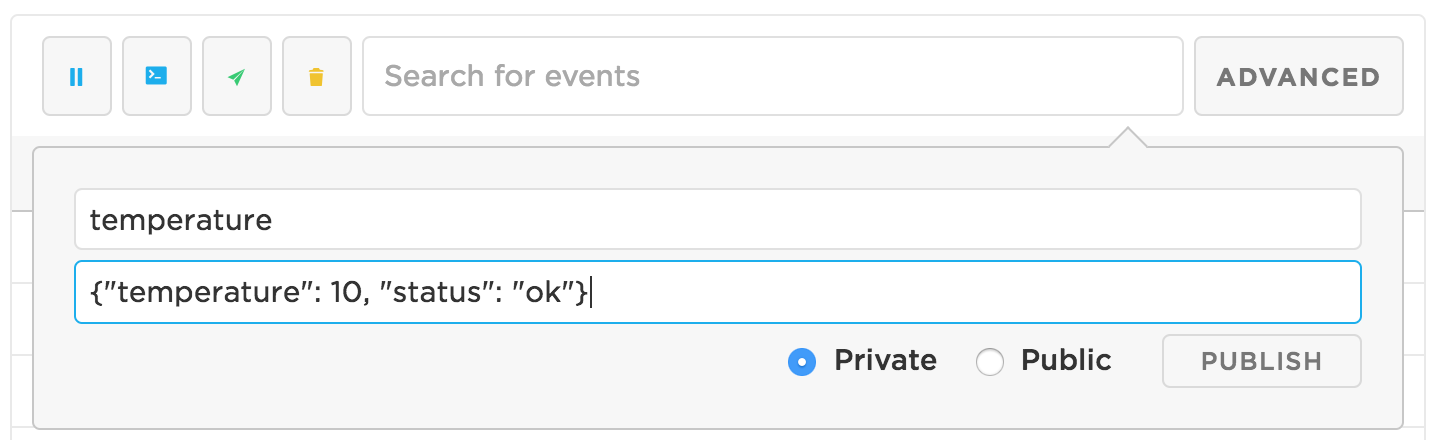 Search for events ADVANCED
temperature
{"temperature": 10, "status": "ok"}
Private Public PUBLISH